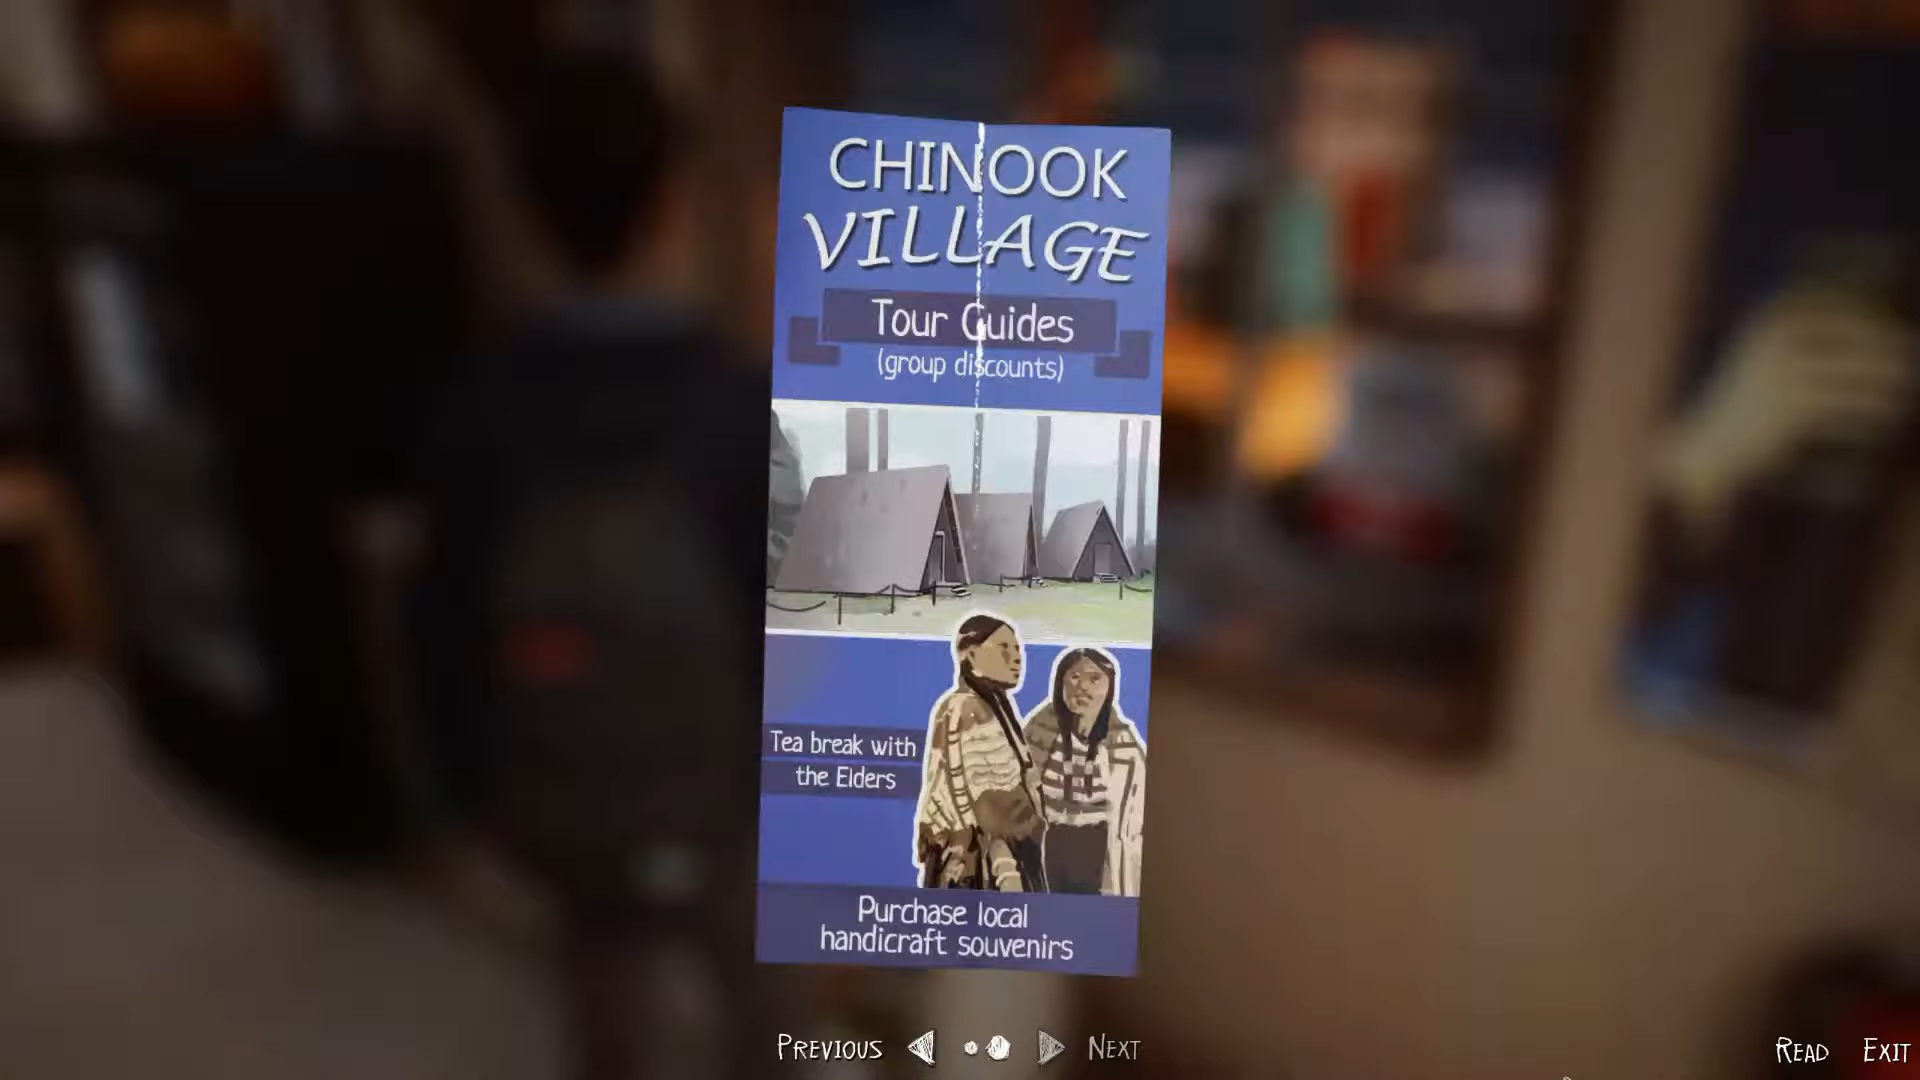 CHINOOK
VILLAGE
Tour Guides
(group discounts)
Tea break with
the Elders
Purchase local
handicraft souvenirs
PREVIOUS
NEXT
READ
EXIT